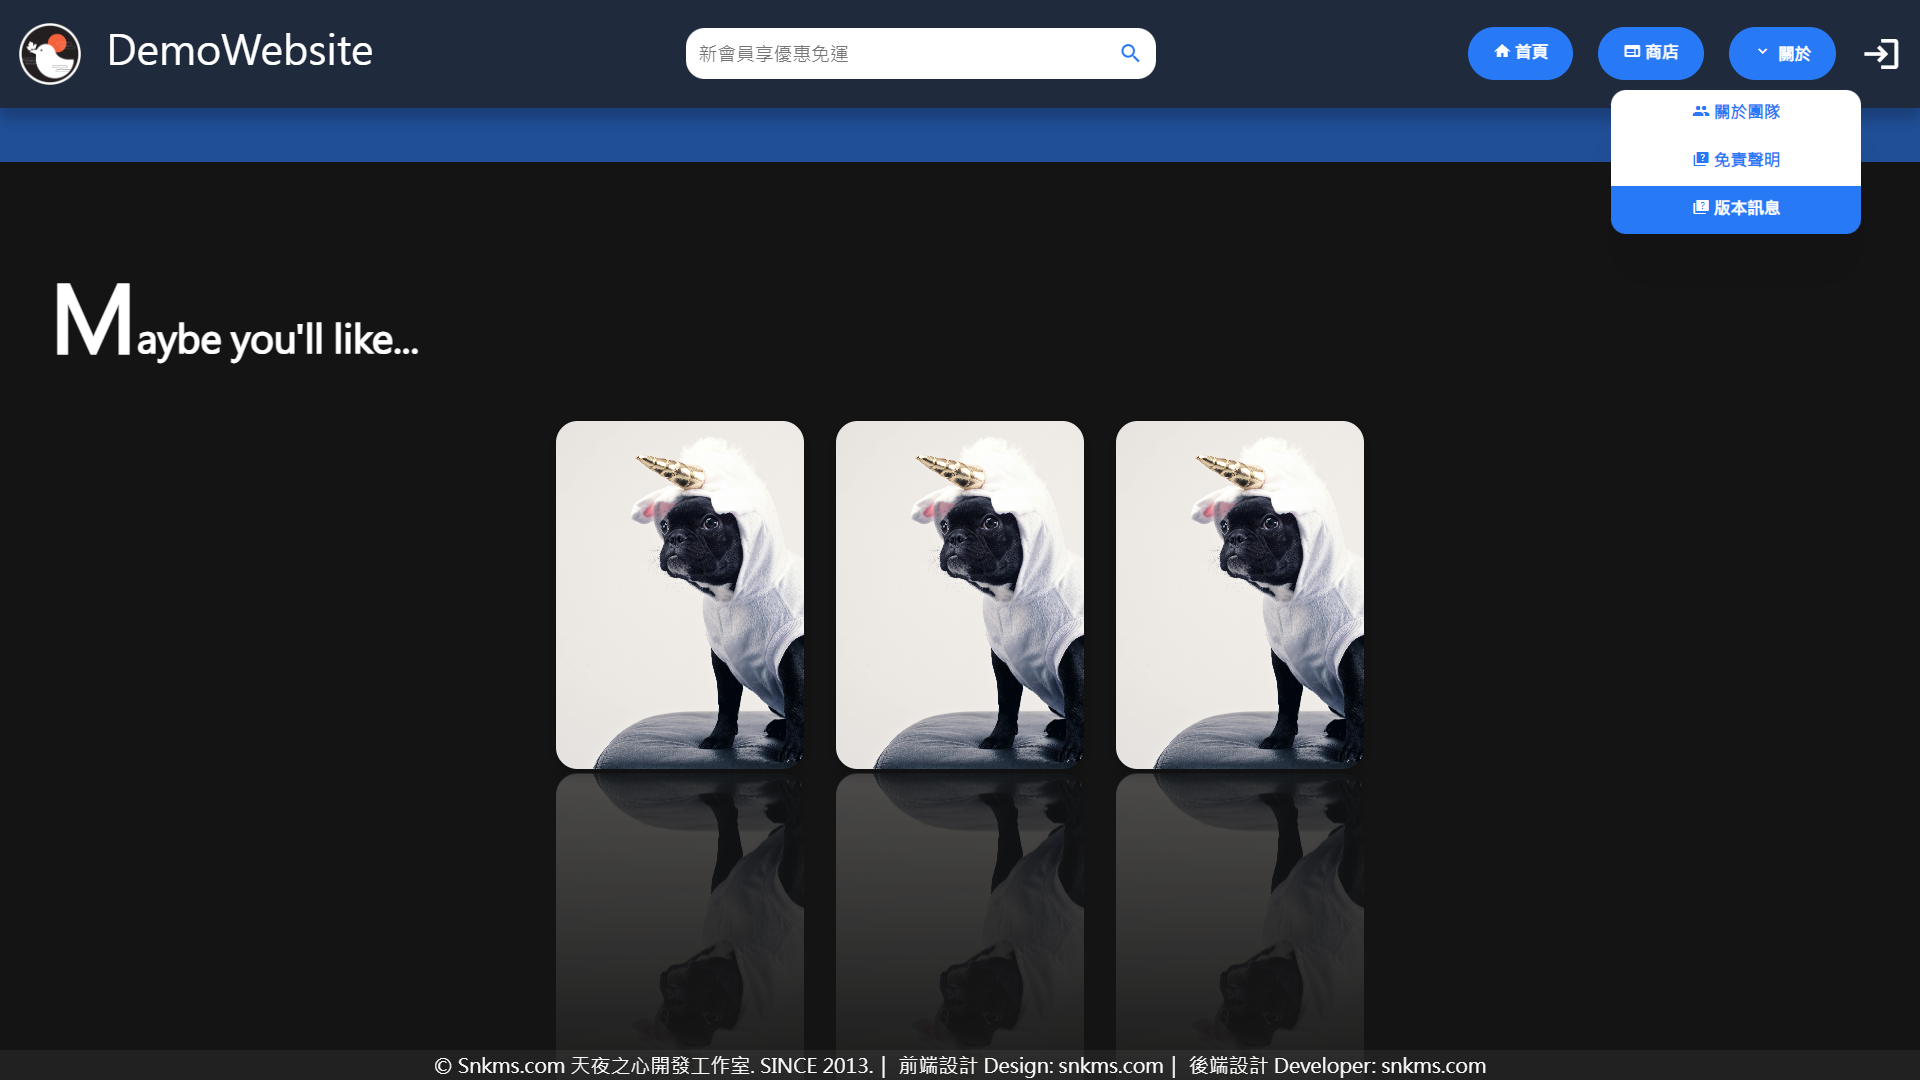 DemoWebsite
新會員享優惠免運
首頁
商店
關於
關於團隊
免責聲明
版本訊息
Maybe you'll like...
© Snkms.com 天夜之心開發工作室. SINCE 2013. | 前端設計 Design: snkms.com | 後端設計 Developer: snkms.com